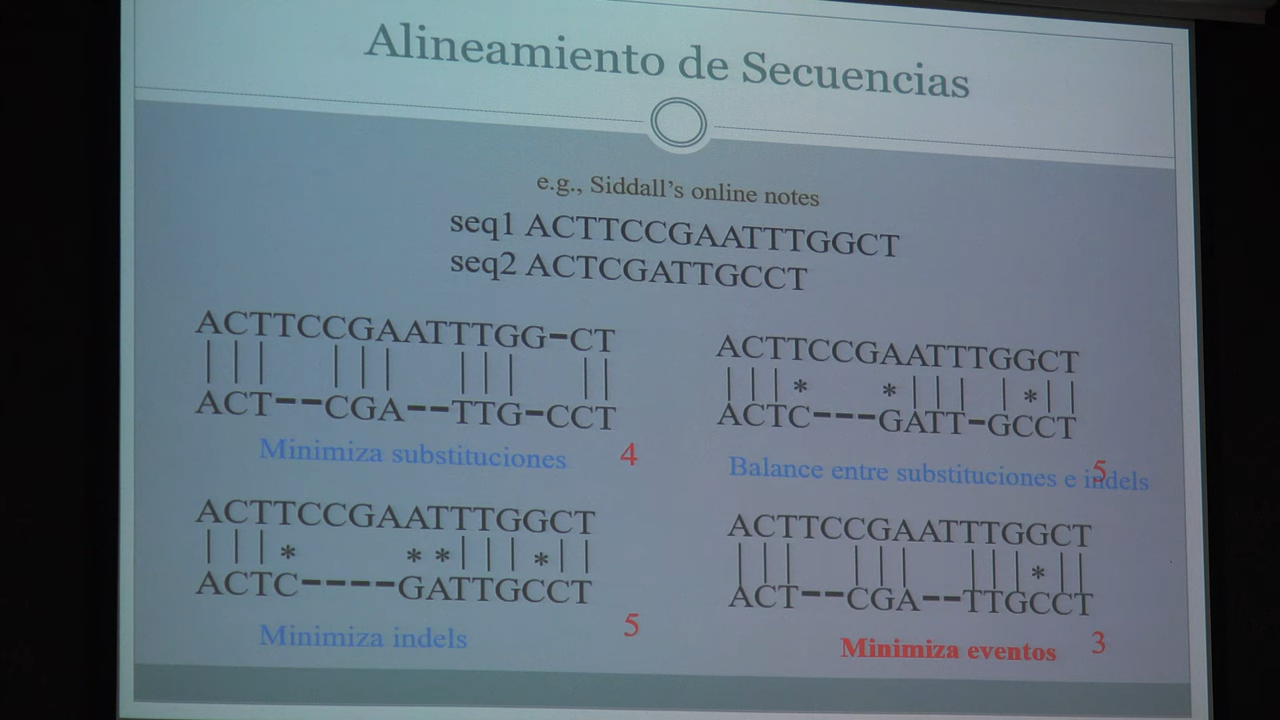 Alineamiento de Secuencias
e.g., Siddall's online notes
seq1 ACTTCCGAATTTGGCT
seq2 ACTCGATTGCCT
ACTTCCGAATTTGG-CT
||| ||| ||| ||
ACT--CGA--TTG-CCT
Minimiza substituciones 4
ACTTCCGAATTTGGCT
|||* *||| |*||
ACTC---GATT-GCCT
Balance entre substituciones e indels 5
ACTTCCGAATTTGGCT
|||* **|||*||
ACTC----GATTGCCT
Minimiza indels 5
ACTTCCGAATTTGGCT
||| ||| |||*||
ACT--CGA--TTGCCT
Minimiza eventos 3